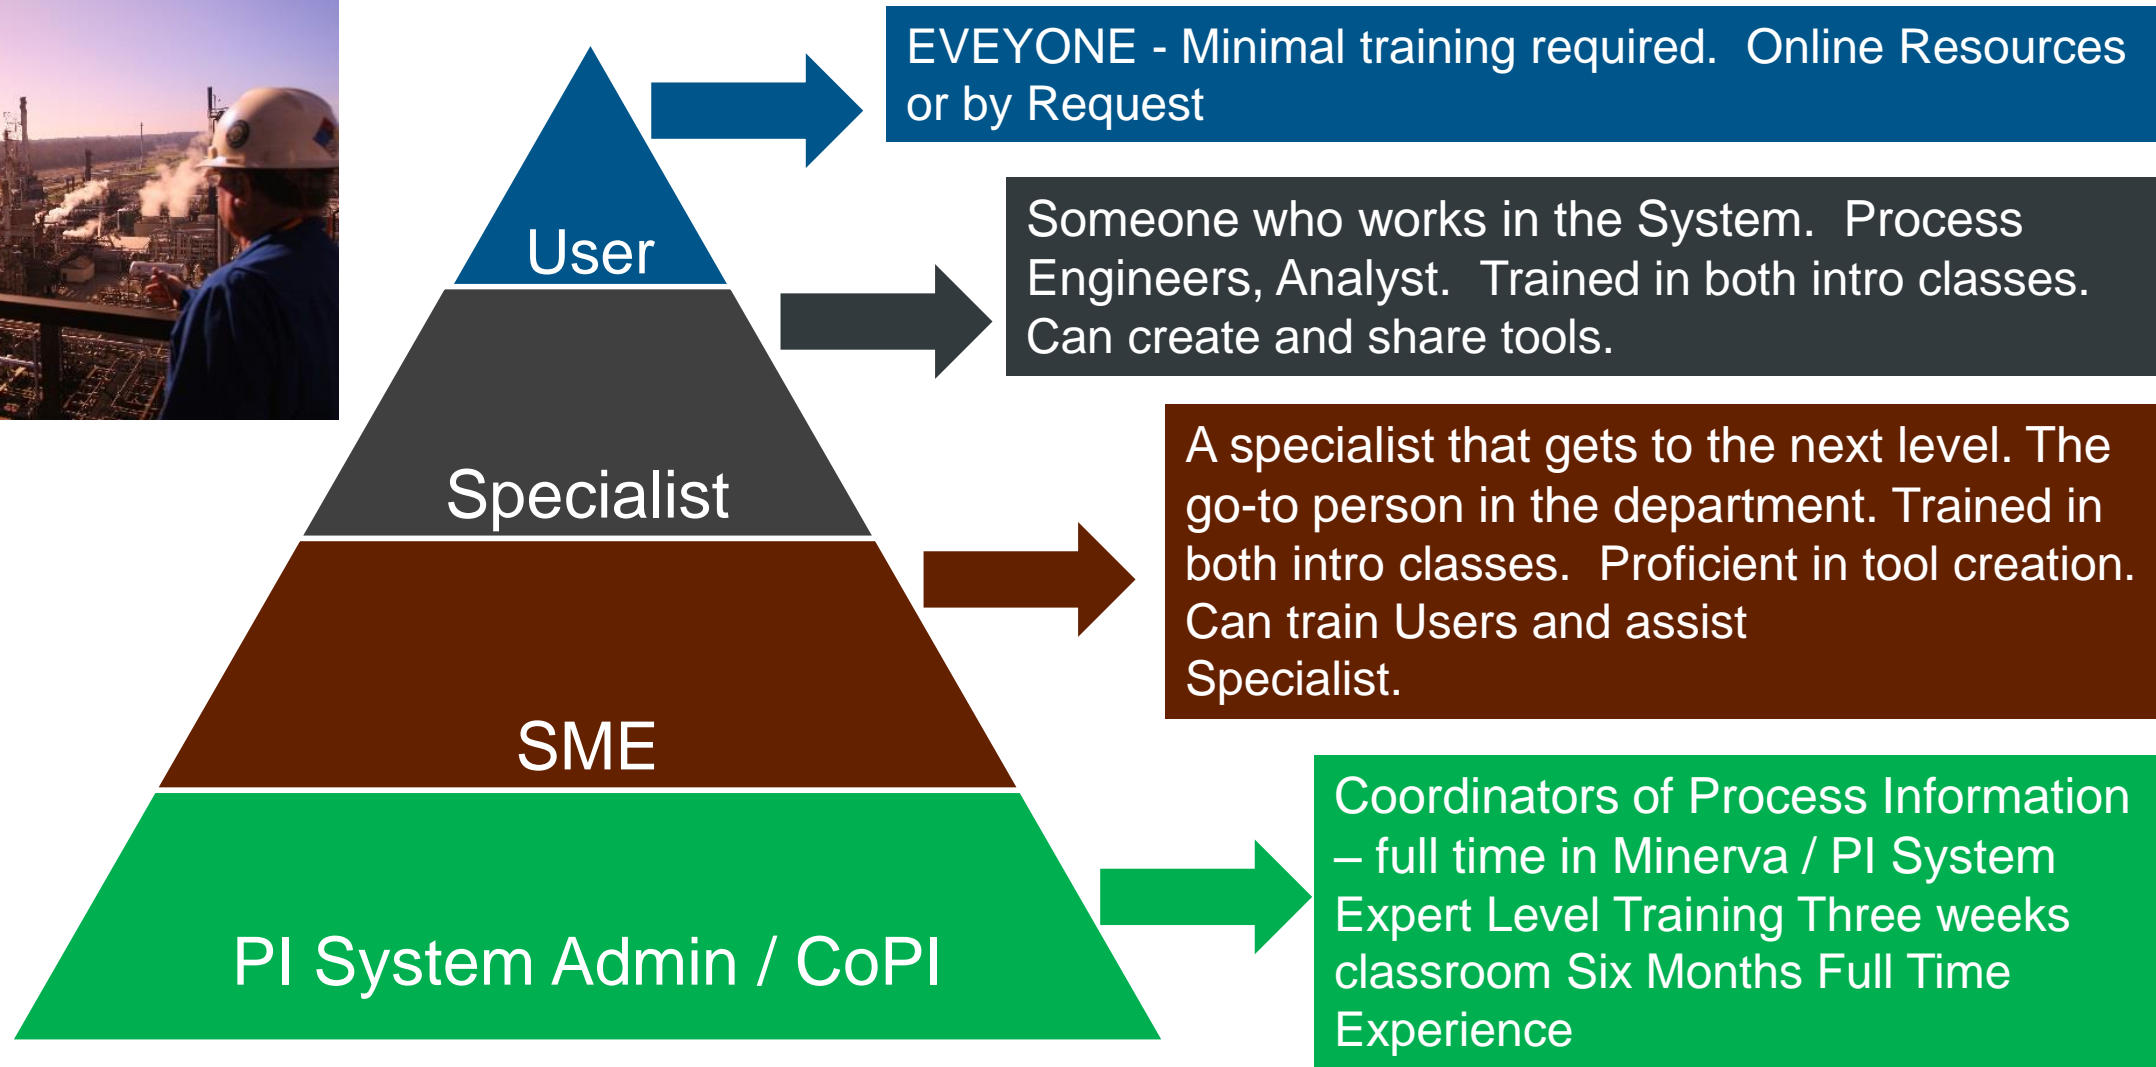 EVEYONE - Minimal training required.  Online Resources
or by Request
User
Someone who works in the System.  Process
Engineers, Analyst.  Trained in both intro classes.
Can create and share tools.
Specialist
A specialist that gets to the next level. The
go-to person in the department. Trained in
both intro classes.  Proficient in tool creation.
Can train Users and assist
Specialist.
SME
Coordinators of Process Information
– full time in Minerva / PI System
Expert Level Training Three weeks
classroom Six Months Full Time
Experience
PI System Admin / CoPI